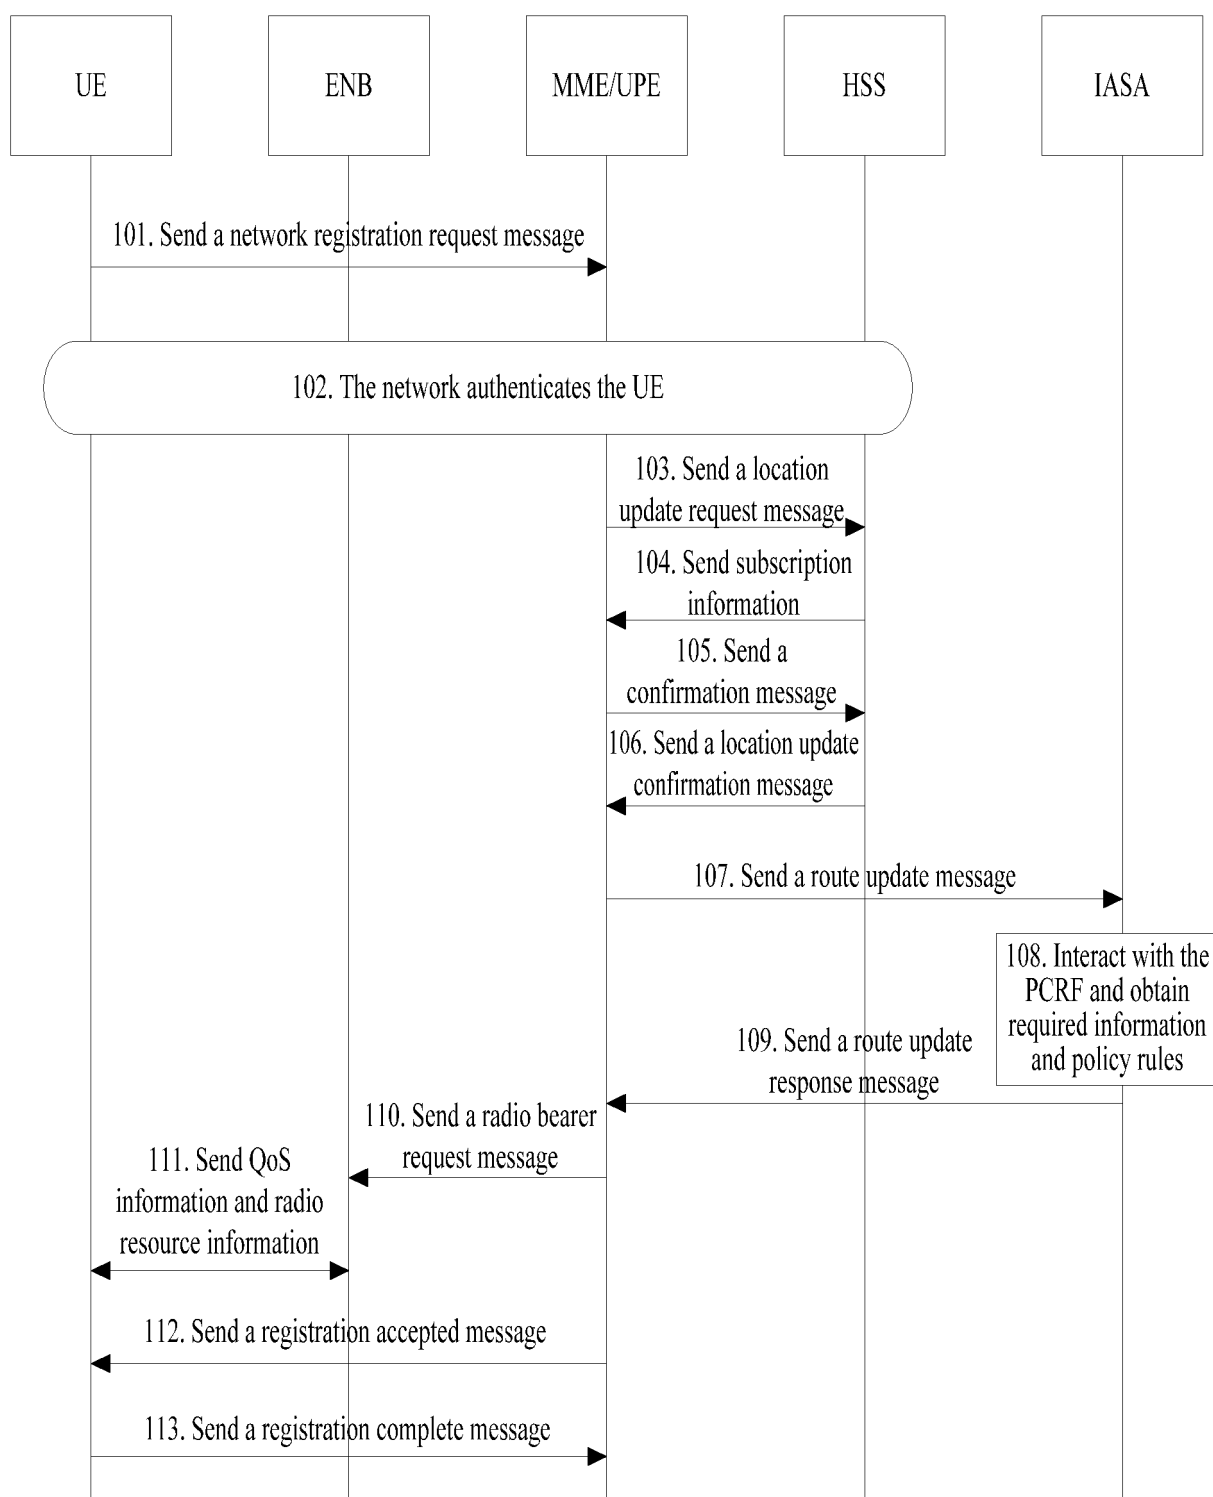 UE
ENB
MME/UPE
HSS
IASA
101. Send a network registration request message
102. The network authenticates the UE
103. Send a location
update request message
104. Send subscription
information
105. Send a
confirmation message
106. Send a location update
confirmation message
107. Send a route update message
108. Interact with the
PCRF and obtain
required information
and policy rules
109. Send a route update
response message
110. Send a radio bearer
request message
111. Send QoS
information and radio
resource information
112. Send a registration accepted message
113. Send a registration complete message